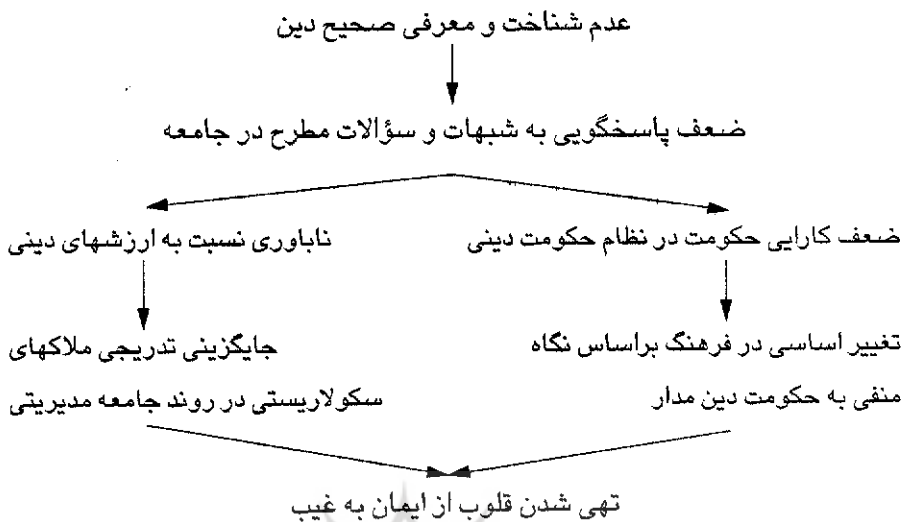 عدم شناخت و معرفی صحیح دین
ضعف پاسخگویی به شبهات و سؤالات مطرح در جامعه
ضعف کارایی حکومت در نظام حکومت دینی
ناباوری نسبت به ارزشهای دینی
تغییر اساسی در فرهنگ براساس نگاه
منفی به حکومت دین مدار
جایگزینی تدریجی ملاکهای
سکولاریستی در روند جامعه مدیریتی
تهی شدن قلوب از ایمان به غیب